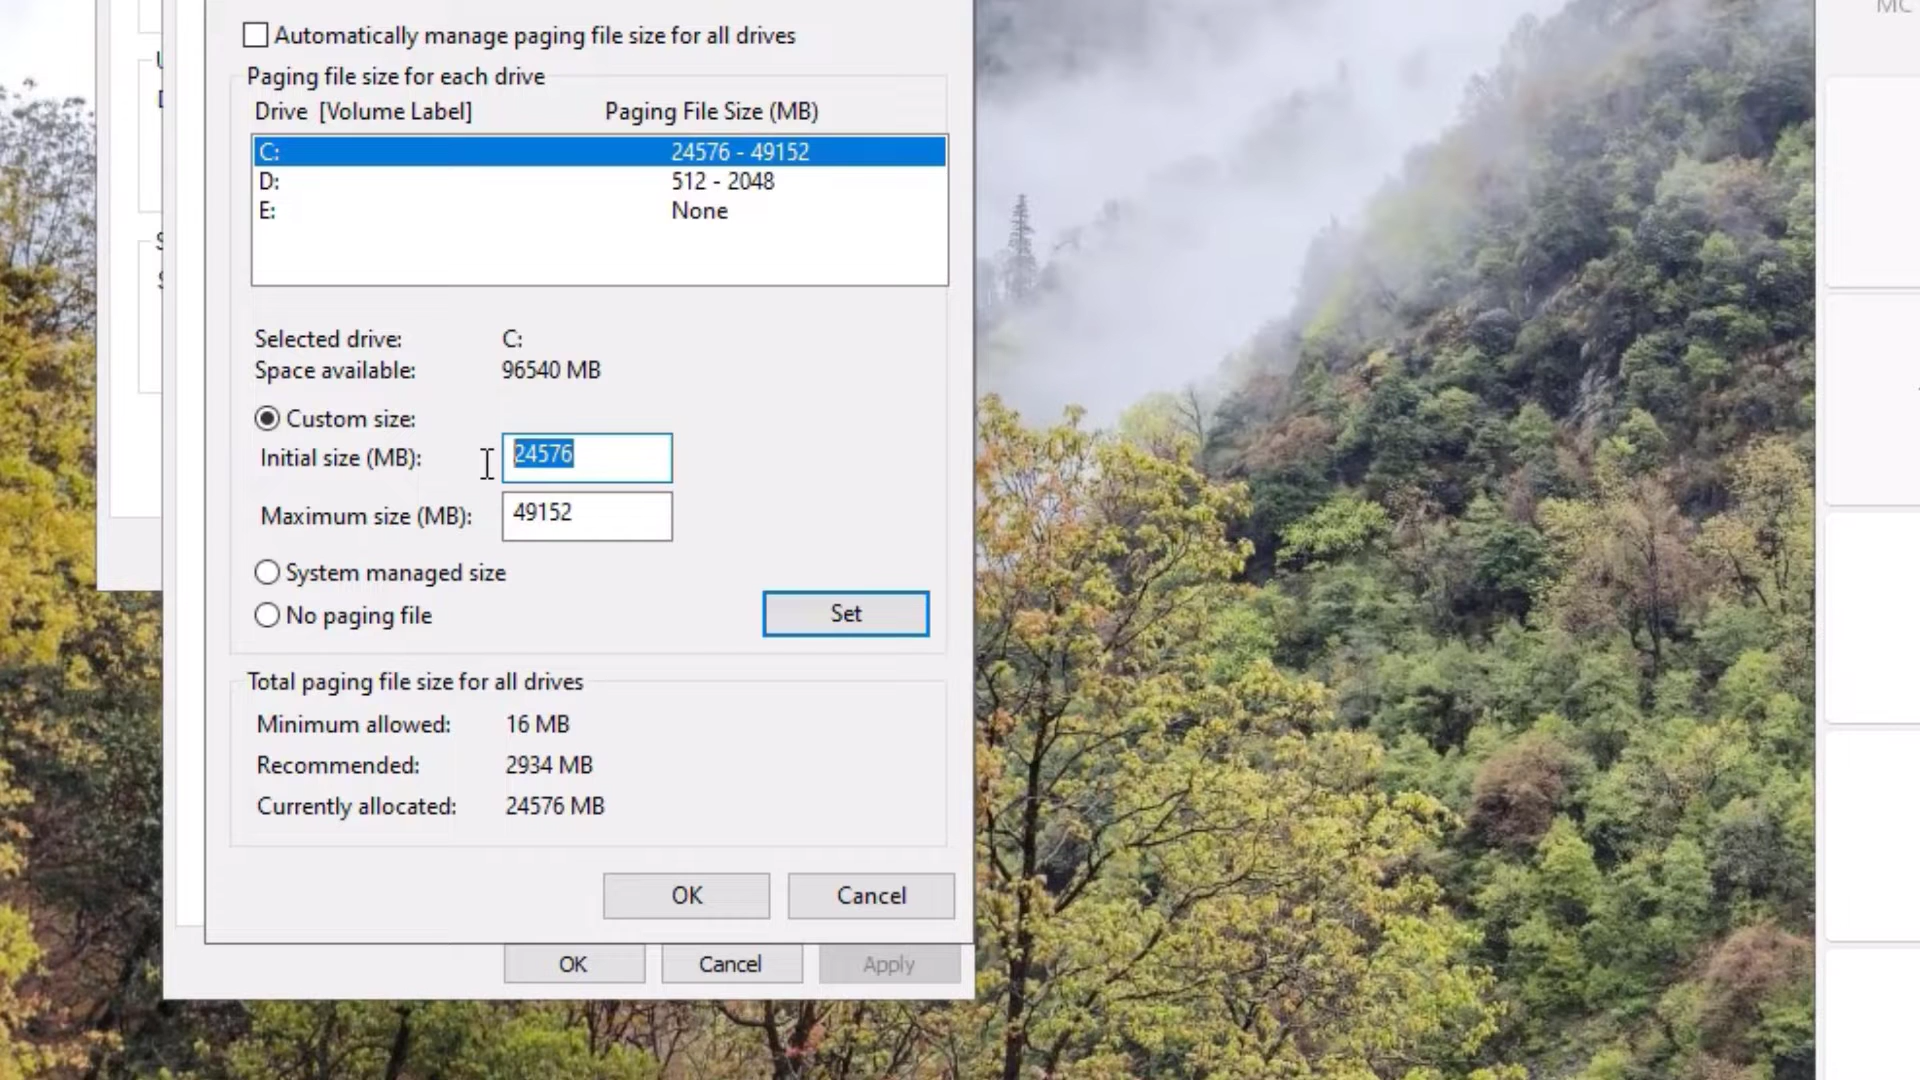 MC
Automatically manage paging file size for all drives
Paging file size for each drive
Drive [Volume Label] Paging File Size (MB)
C: 24576 - 49152
D: 512 - 2048
E: None
Selected drive: C:
Space available: 96540 MB
Custom size:
Initial size (MB): 24576
Maximum size (MB): 49152
System managed size
No paging file
Set
Total paging file size for all drives
Minimum allowed: 16 MB
Recommended: 2934 MB
Currently allocated: 24576 MB
OK Cancel
OK Cancel Apply